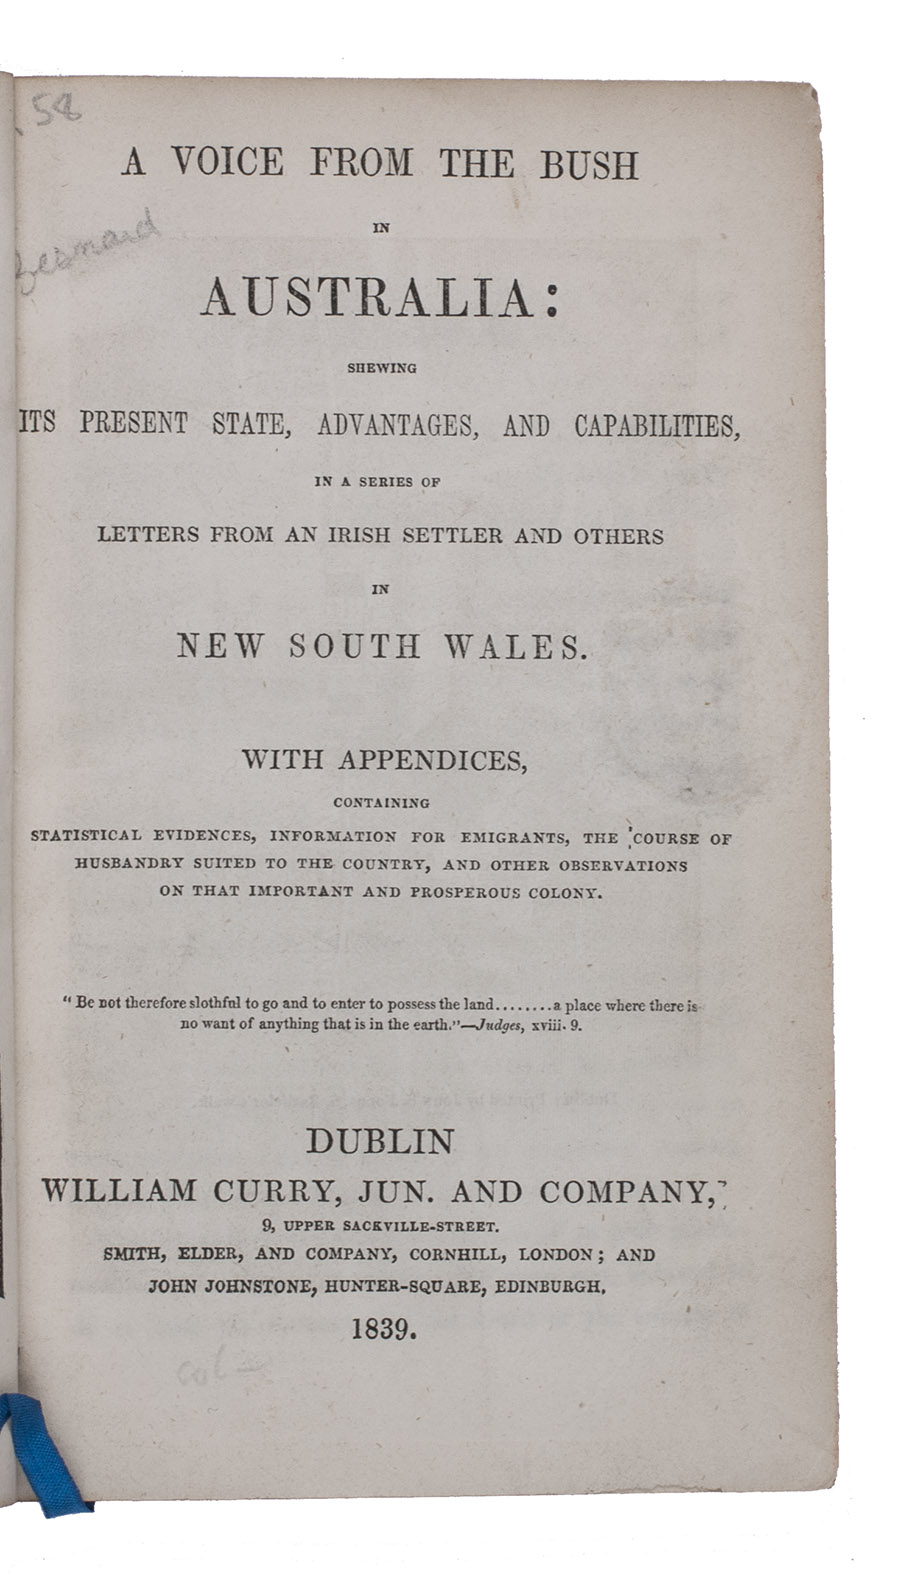 58
A VOICE FROM THE BUSH
IN
AUSTRALIA:
SHEWING
ITS PRESENT STATE, ADVANTAGES, AND CAPABILITIES,
IN A SERIES OF
LETTERS FROM AN IRISH SETTLER AND OTHERS
IN
NEW SOUTH WALES.
WITH APPENDICES,
CONTAINING
STATISTICAL EVIDENCES, INFORMATION FOR EMIGRANTS, THE COURSE OF
HUSBANDRY SUITED TO THE COUNTRY, AND OTHER OBSERVATIONS
ON THAT IMPORTANT AND PROSPEROUS COLONY.
"Be not therefore slothful to go and to enter to possess the land........a place where there is
no want of anything that is in the earth."—Judges, xviii. 9.
DUBLIN
WILLIAM CURRY, JUN. AND COMPANY,
9, UPPER SACKVILLE-STREET.
SMITH, ELDER, AND COMPANY, CORNHILL, LONDON; AND
JOHN JOHNSTONE, HUNTER-SQUARE, EDINBURGH.
1839.